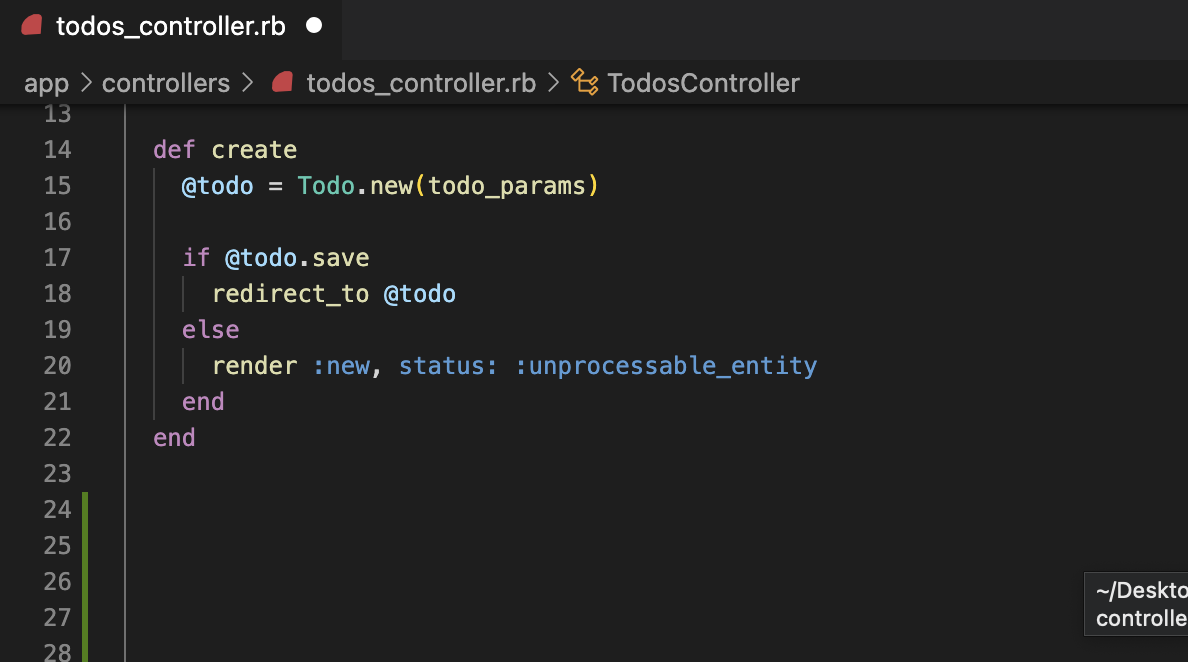 todos_controller.rb
app > controllers > todos_controller.rb > TodosController
13
14 def create
15 @todo = Todo.new(todo_params)
16
17 if @todo.save
18 redirect_to @todo
19 else
20 render :new, status: :unprocessable_entity
21 end
22 end
23
24
25
26
27
28
~/Deskto
controlle